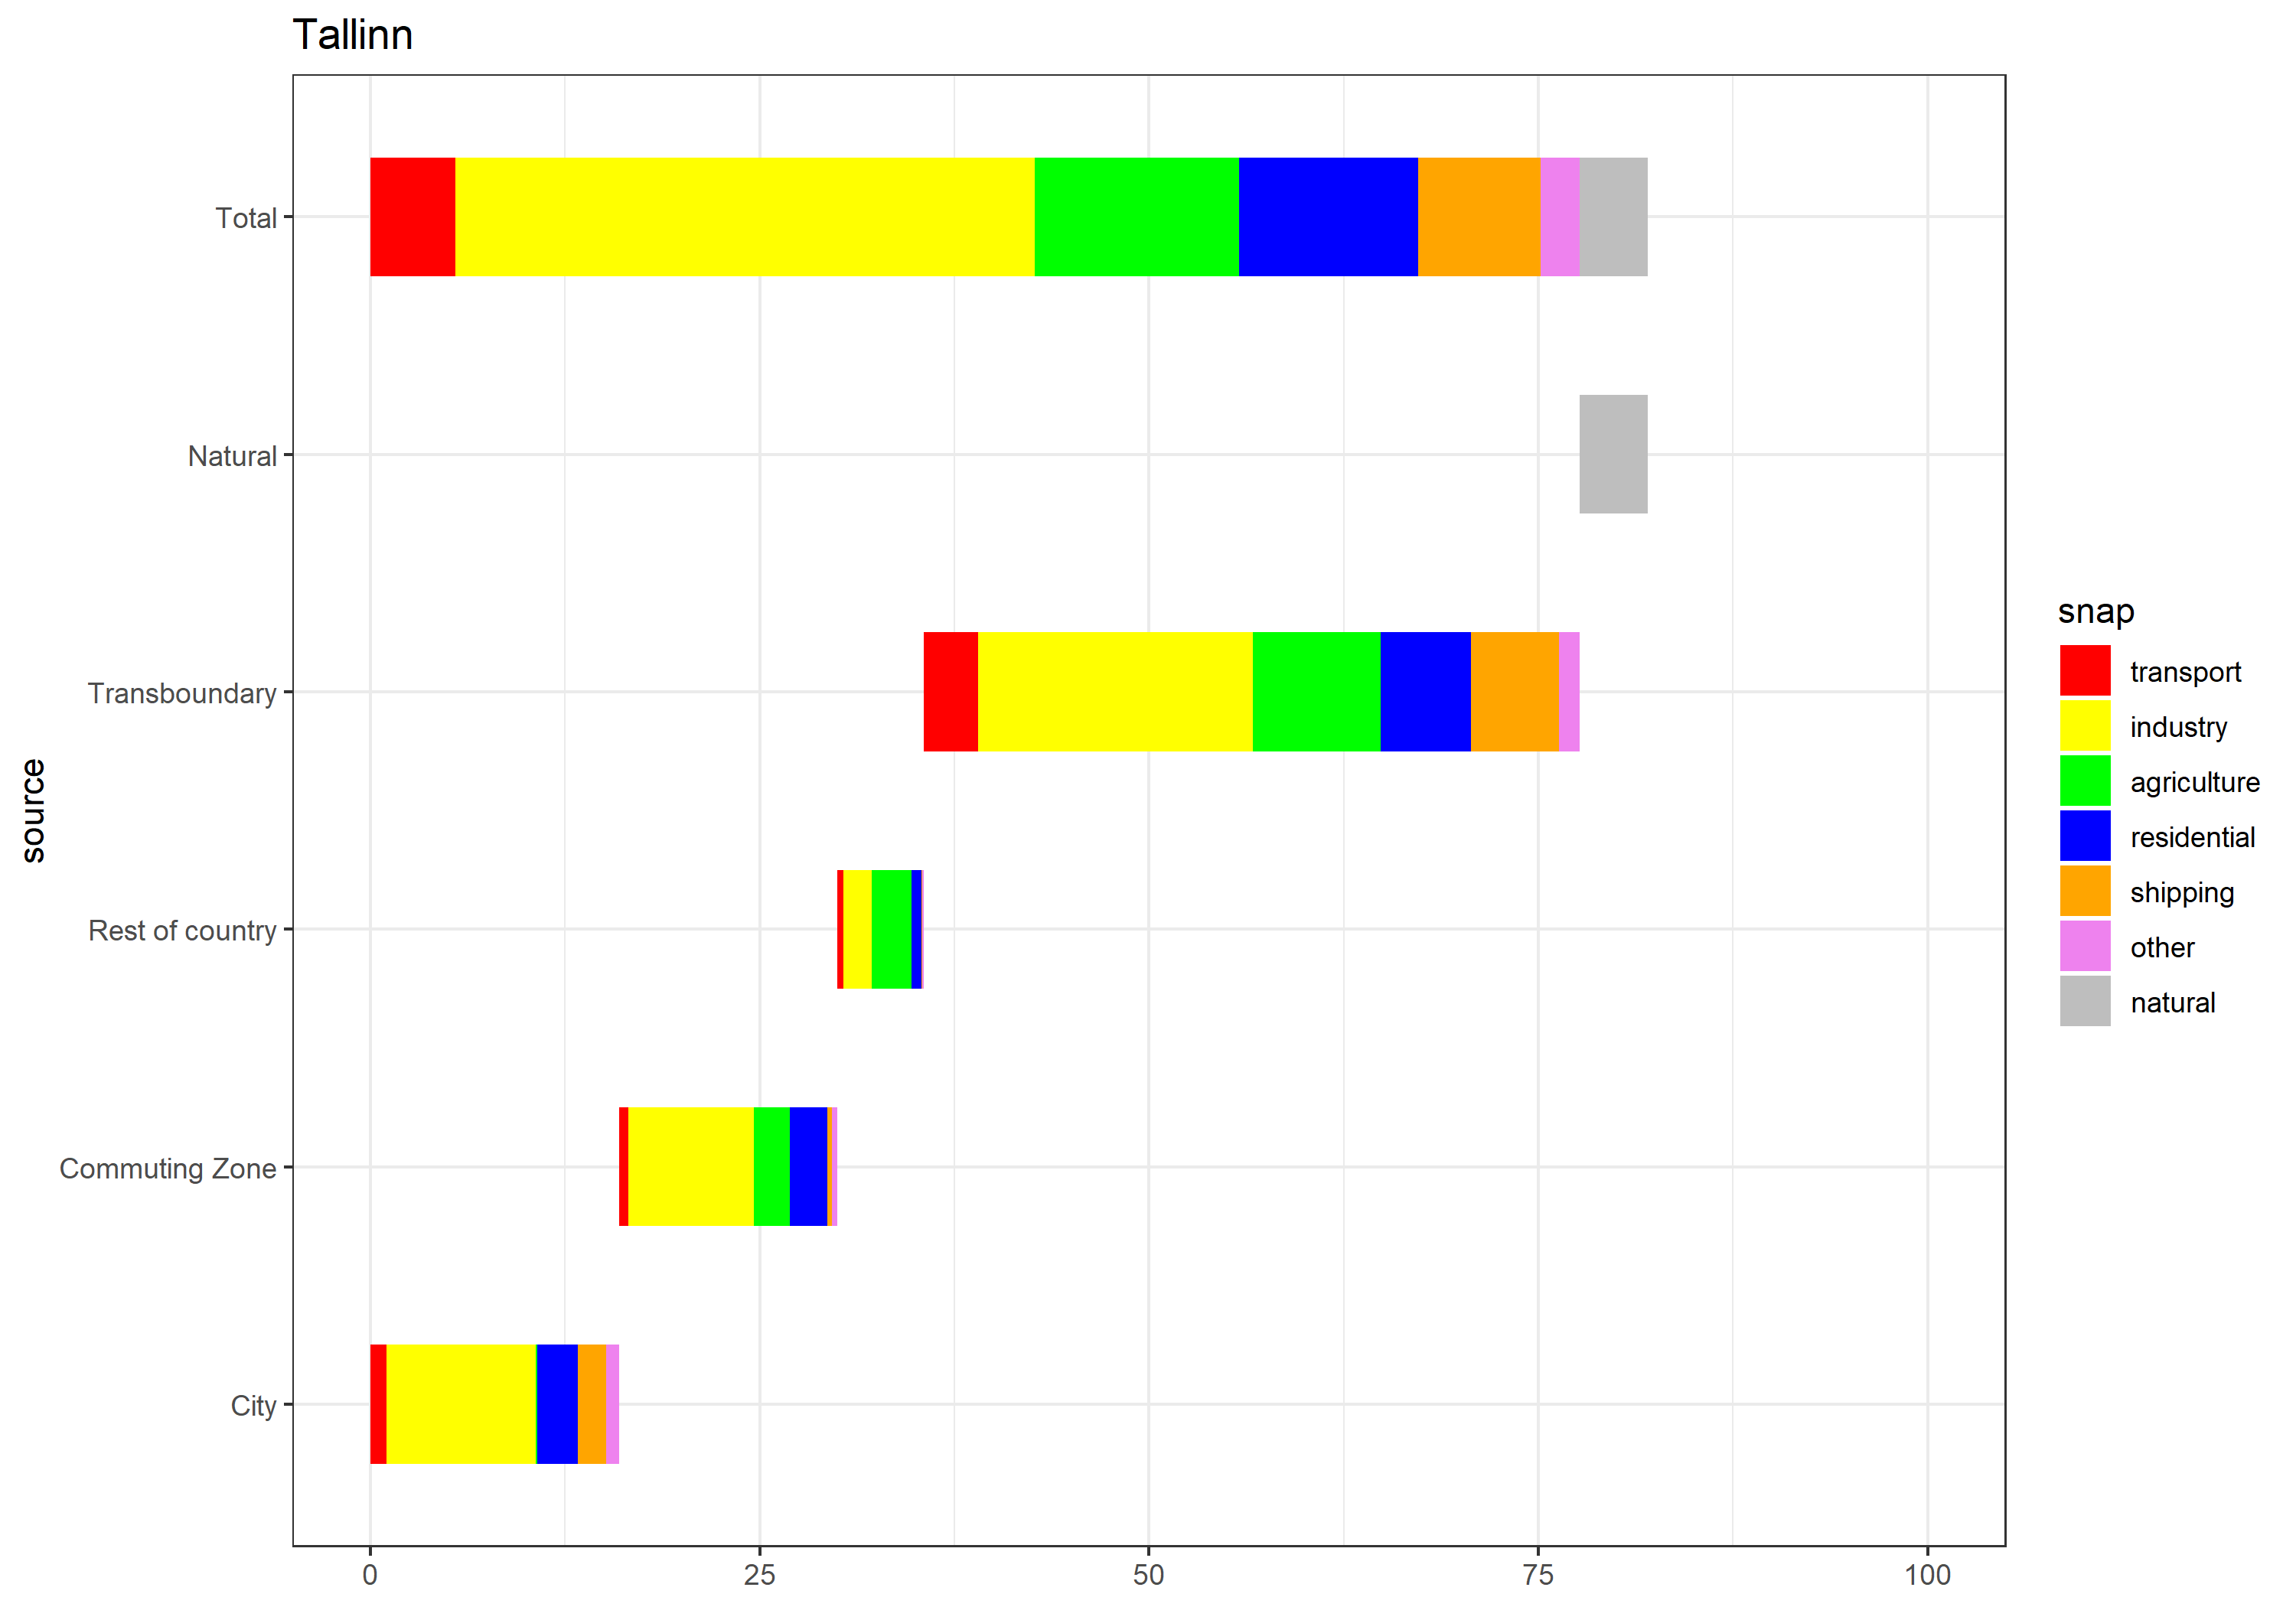 Tallinn
Total
Natural
Transboundary
Rest of country
Commuting Zone
City
source
0
25
50
75
100
snap
transport
industry
agriculture
residential
shipping
other
natural